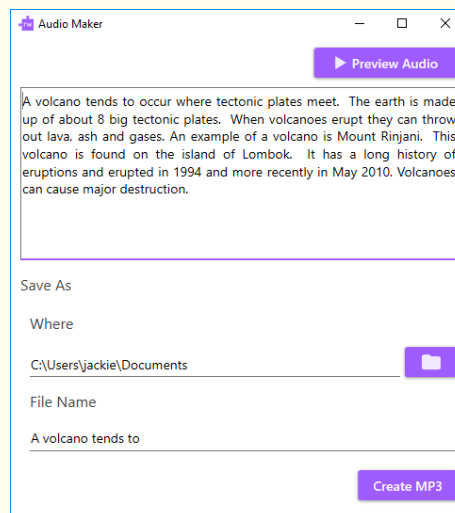 rw Audio Maker
Preview Audio
A volcano tends to occur where tectonic plates meet. The earth is made
up of about 8 big tectonic plates. When volcanoes erupt they can throw
out lava, ash and gases. An example of a volcano is Mount Rinjani. This
volcano is found on the island of Lombok. It has a long history of
eruptions and erupted in 1994 and more recently in May 2010. Volcanoes
can cause major destruction.
Save As
Where
C:\Users\jackie\Documents
File Name
A volcano tends to
Create MP3